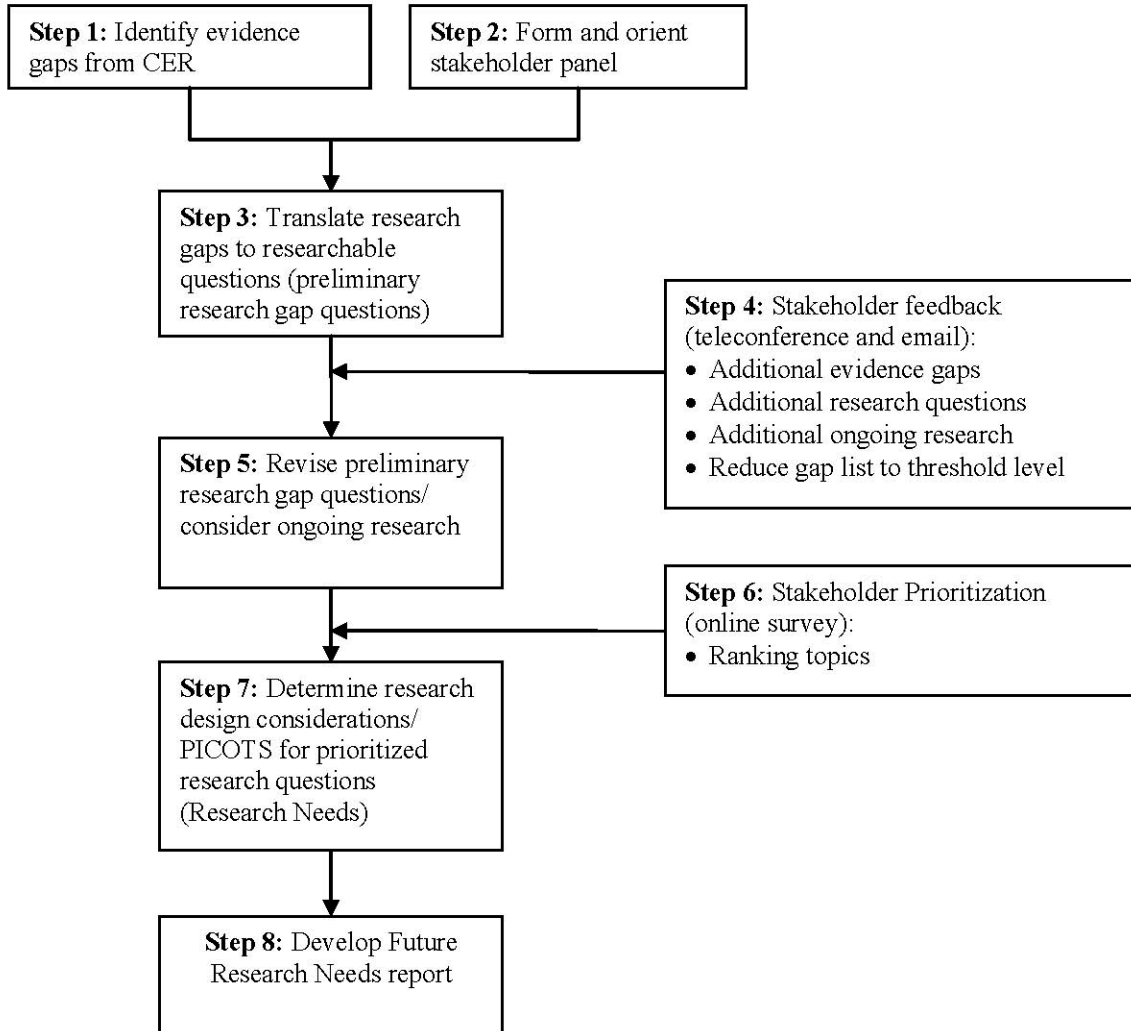 Step 1: Identify evidence
gaps from CER
Step 2: Form and orient
stakeholder panel
Step 3: Translate research
gaps to researchable
questions (preliminary
research gap questions)
Step 4: Stakeholder feedback
(teleconference and email):
• Additional evidence gaps
• Additional research questions
• Additional ongoing research
• Reduce gap list to threshold level
Step 5: Revise preliminary
research gap questions/
consider ongoing research
Step 6: Stakeholder Prioritization
(online survey):
• Ranking topics
Step 7: Determine research
design considerations/
PICOTS for prioritized
research questions
(Research Needs)
Step 8: Develop Future
Research Needs report